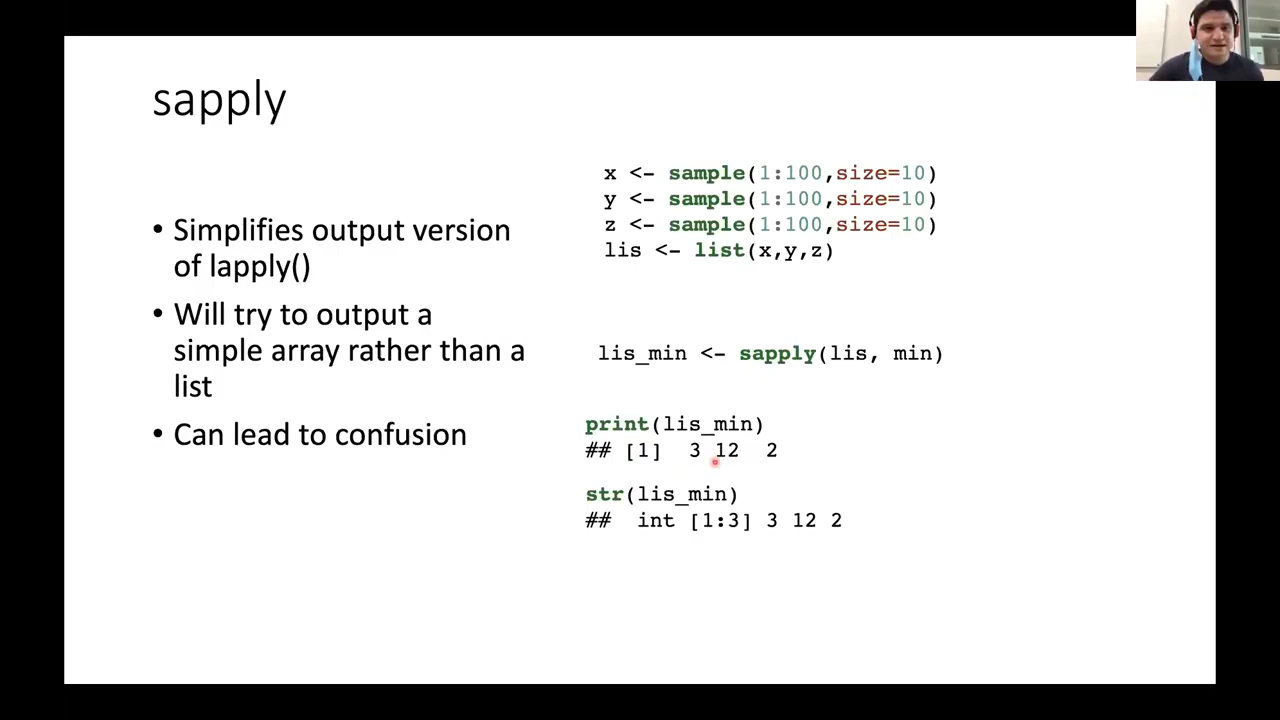 sapply
• Simplifies output version
of lapply()
• Will try to output a
simple array rather than a
list
• Can lead to confusion
x <- sample(1:100,size=10)
y <- sample(1:100,size=10)
z <- sample(1:100,size=10)
lis <- list(x,y,z)
lis_min <- sapply(lis, min)
print(lis_min)
## [1]  3 12  2
str(lis_min)
##  int [1:3] 3 12 2